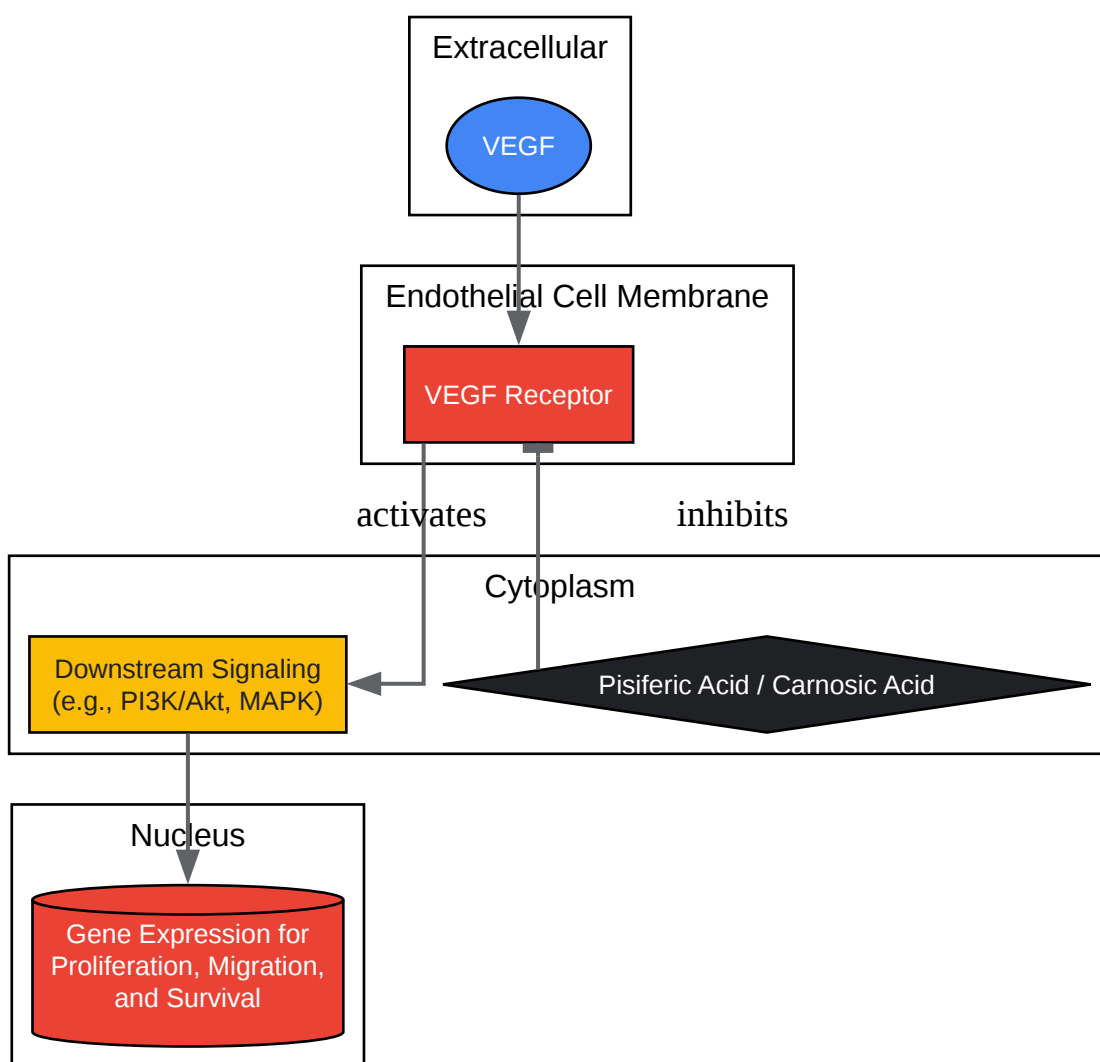 Extracellular
VEGF
Endothelial Cell Membrane
VEGF Receptor
activates
inhibits
Cytoplasm
Downstream Signaling
(e.g., PI3K/Akt, MAPK)
Pisiferic Acid / Carnosic Acid
Nucleus
Gene Expression for
Proliferation, Migration,
and Survival